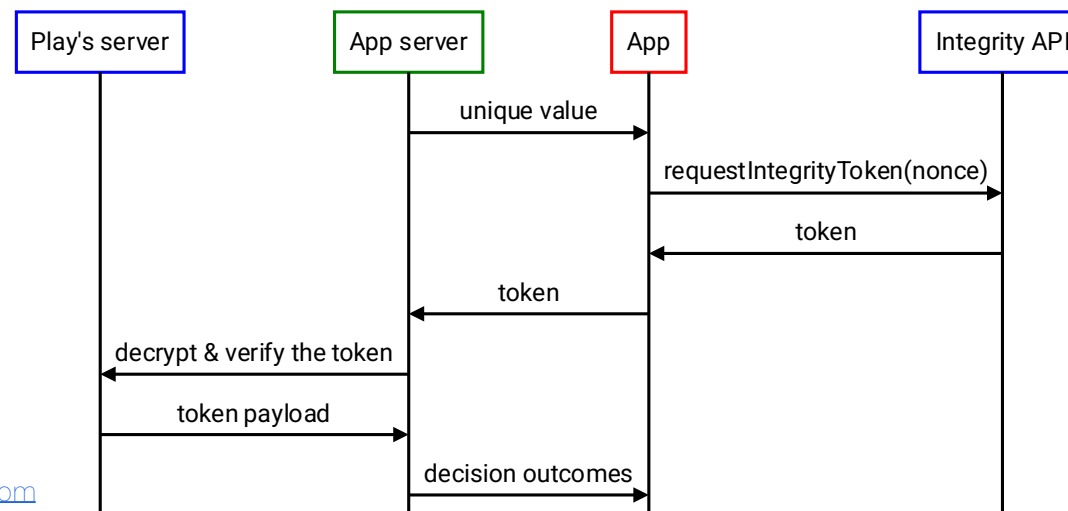 Play's server
App server
App
Integrity API
unique value
requestIntegrityToken(nonce)
token
token
decrypt & verify the token
token payload
decision outcomes
om